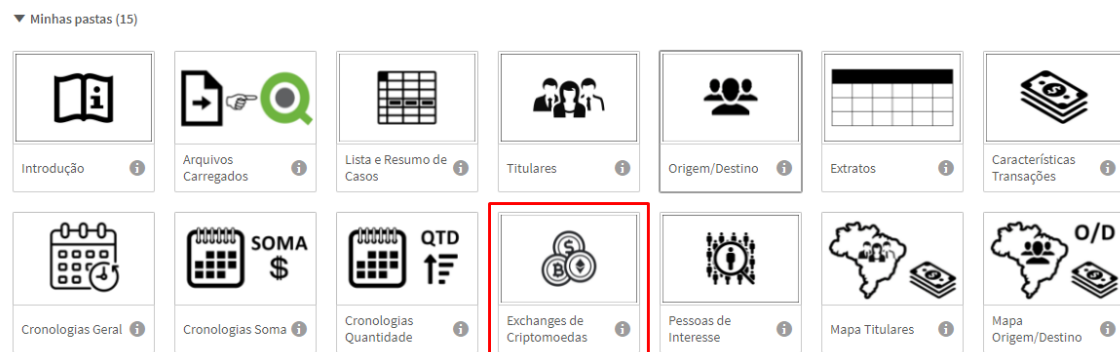 Minhas pastas (15)
Introdução
Arquivos
Carregados
Lista e Resumo de
Casos
Titulares
Origem/Destino
Extratos
Características
Transações
SOMA
$
QTD
O/D
Cronologias Geral
Cronologias Soma
Cronologias
Quantidade
Exchanges de
Criptomoedas
Pessoas de
Interesse
Mapa Titulares
Mapa
Origem/Destino